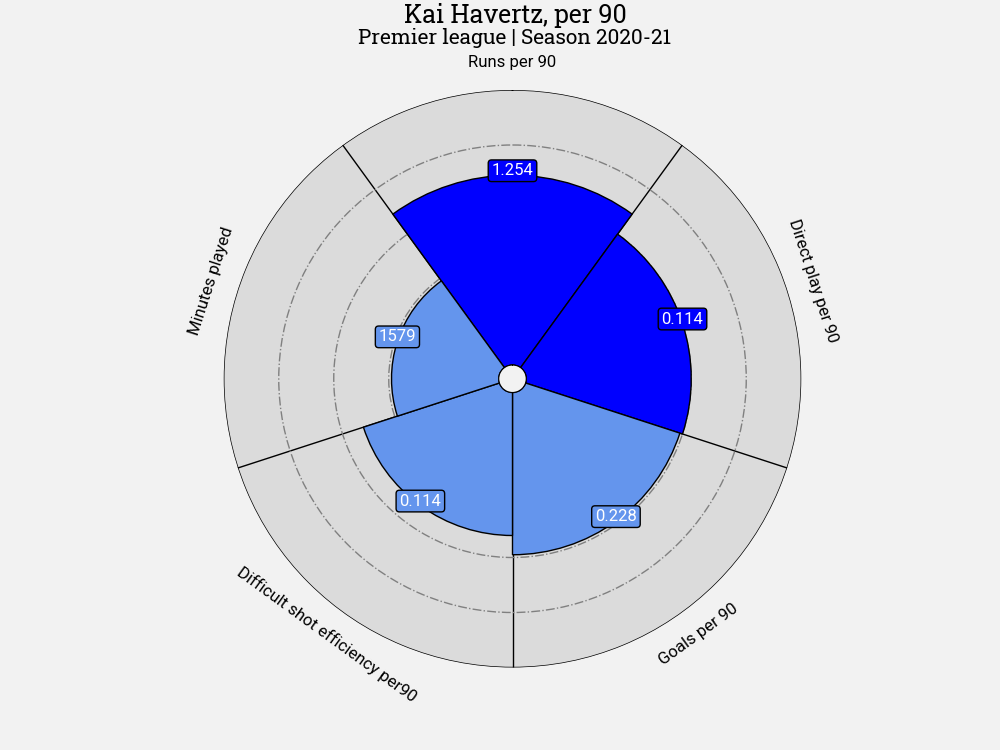 Kai Havertz, per 90
Premier league | Season 2020-21
Runs per 90
1.254
Direct play per 90
0.114
Minutes played
1579
0.114
0.228
Difficult shot efficiency per90
Goals per 90